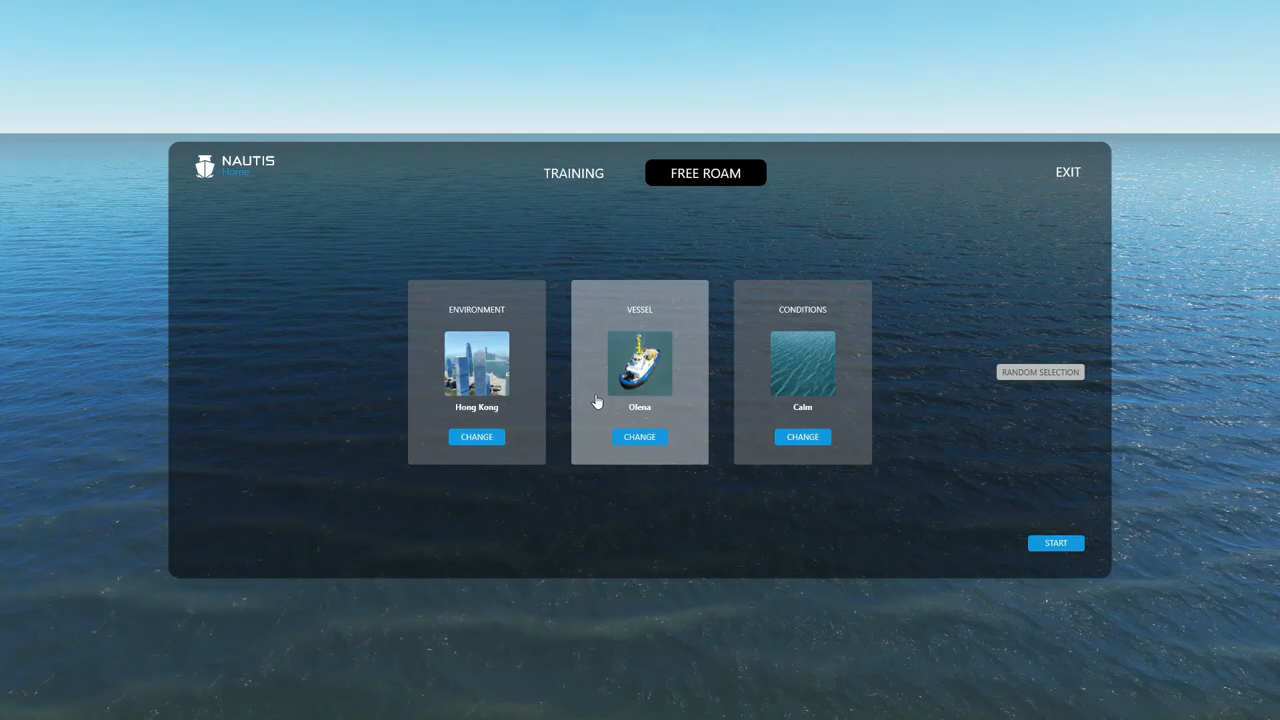 NAUTIS
Home
TRAINING
FREE ROAM
EXIT
ENVIRONMENT
VESSEL
CONDITIONS
Hong Kong
Olena
Calm
CHANGE
CHANGE
CHANGE
RANDOM SELECTION
START